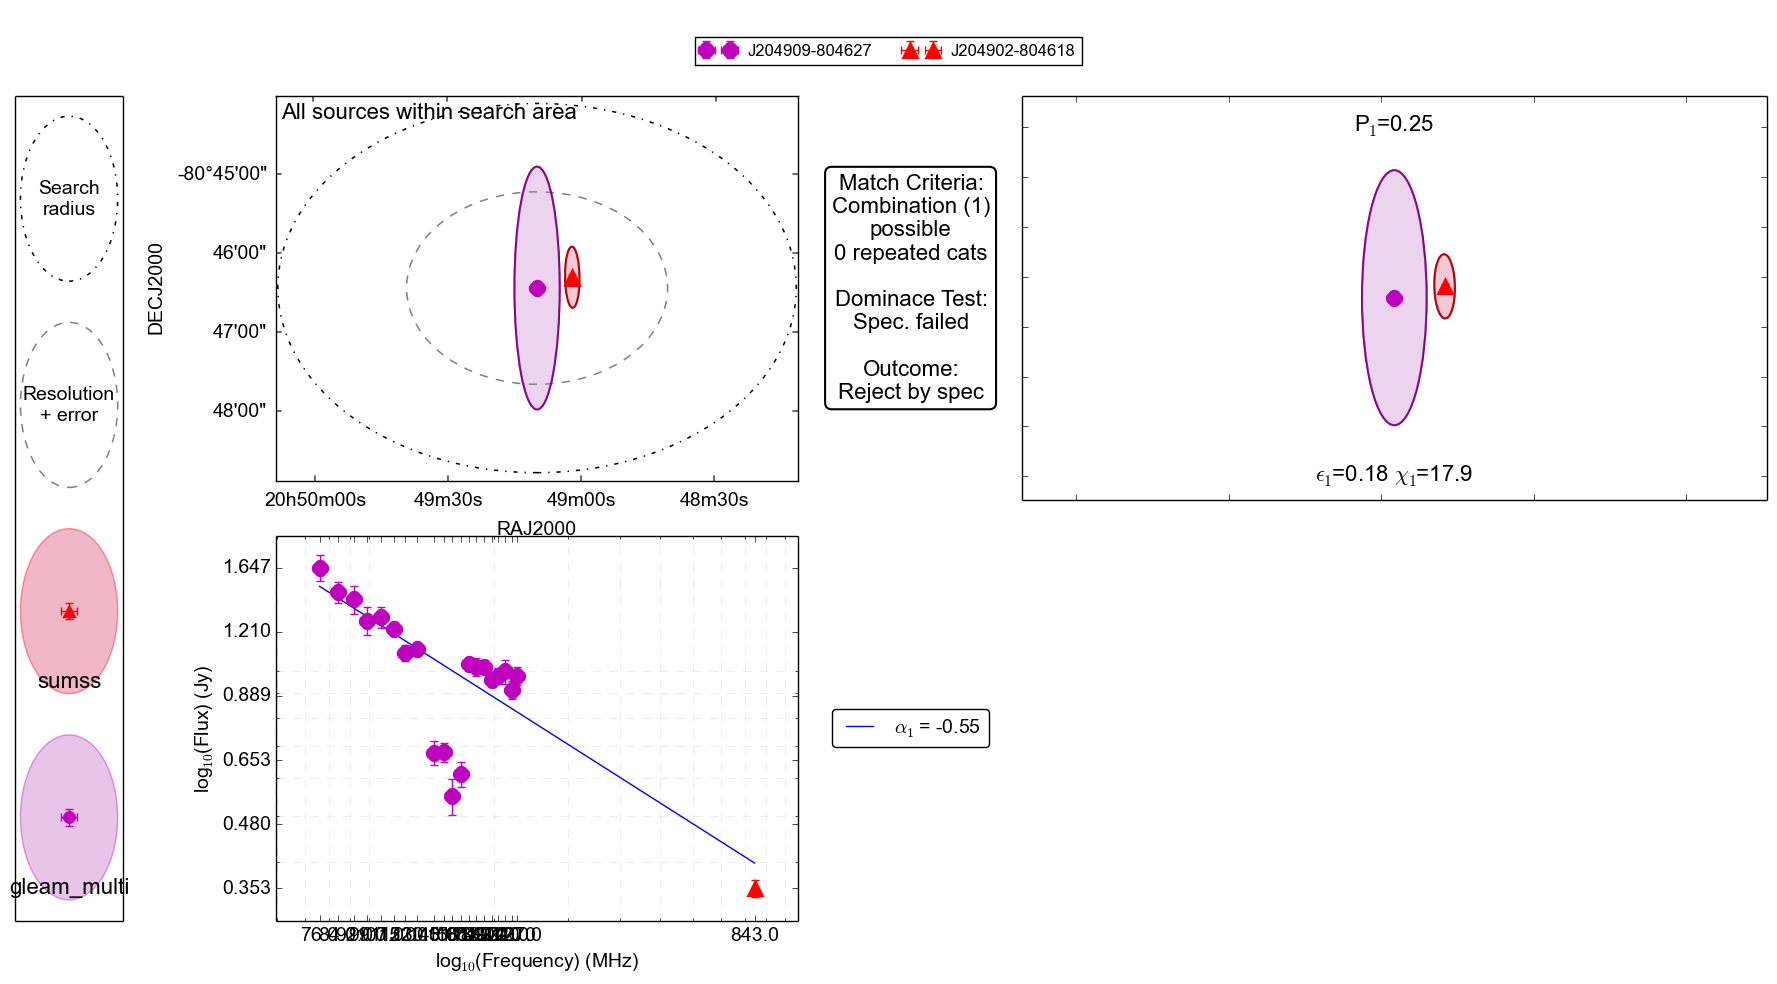 J204909-804627 J204902-804618
Search
radius
Resolution
+ error
sumss
gleam_multi
All sources within search area
DECJ2000
-80°45'00"
46'00"
47'00"
48'00"
20h50m00s 49m30s 49m00s 48m30s
RAJ2000
Match Criteria:
Combination (1)
possible
0 repeated cats
Dominace Test:
Spec. failed
Outcome:
Reject by spec
P₁=0.25
ϵ₁=0.18 χ₁=17.9
log₁₀(Flux) (Jy)
1.647
1.210
0.889
0.653
0.480
0.353
843.0
log₁₀(Frequency) (MHz)
α₁ = -0.55